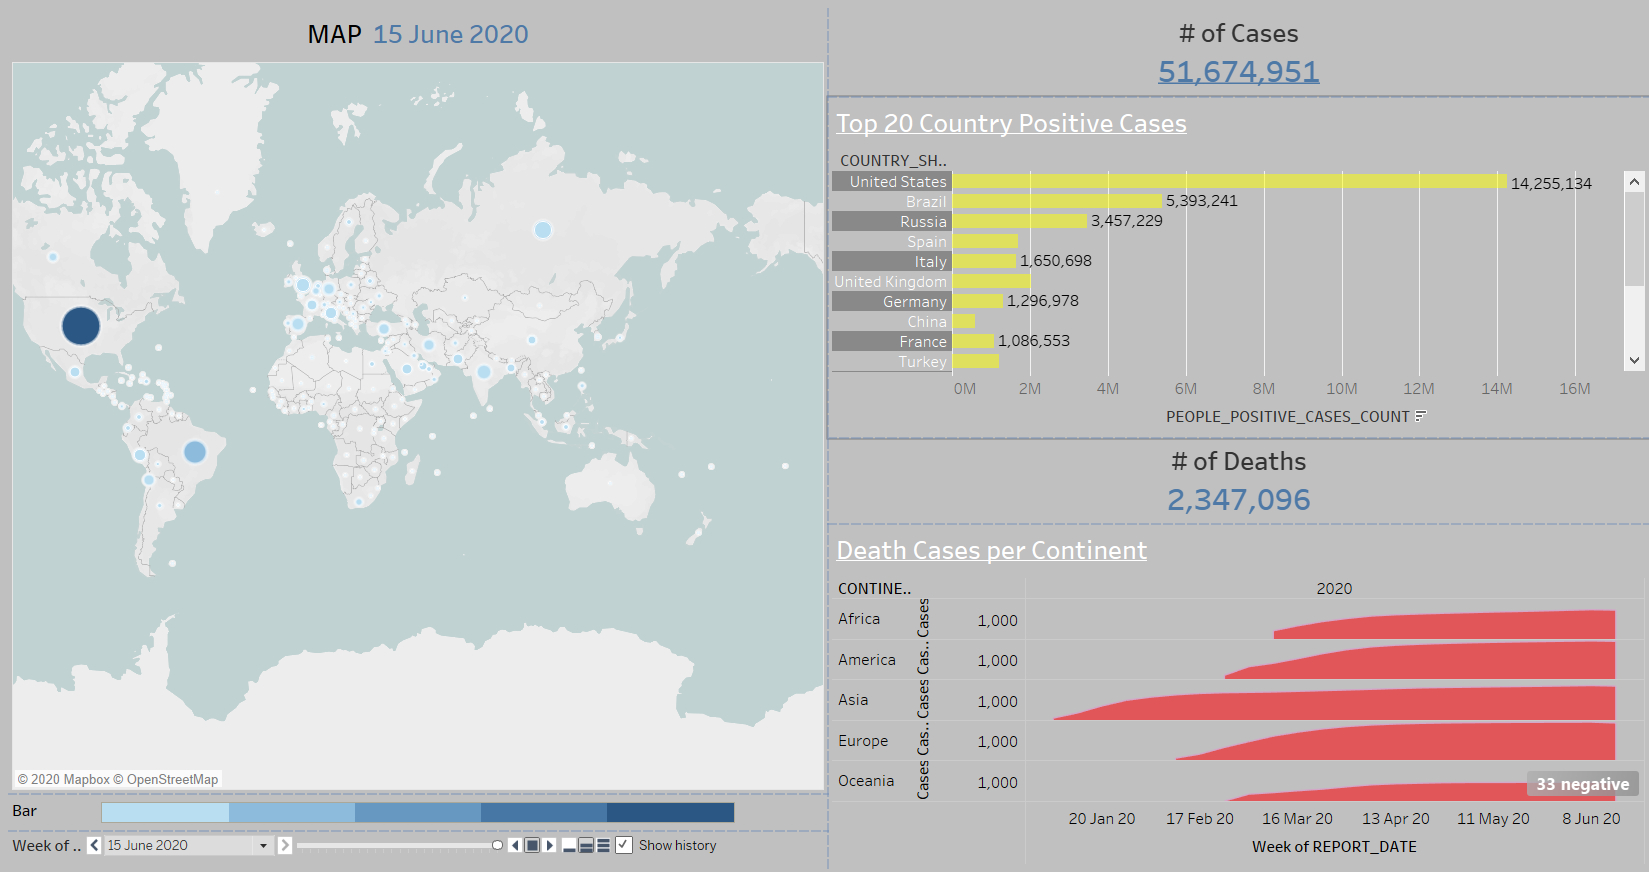 MAP 15 June 2020
© 2020 Mapbox © OpenStreetMap
Bar
Week of .. 15 June 2020 Show history
# of Cases
51,674,951
Top 20 Country Positive Cases
COUNTRY_SH..
United States 14,255,134
Brazil 5,393,241
Russia 3,457,229
Spain
Italy 1,650,698
United Kingdom
Germany 1,296,978
China
France 1,086,553
Turkey
0M 2M 4M 6M 8M 10M 12M 14M 16M
PEOPLE_POSITIVE_CASES_COUNT
# of Deaths
2,347,096
Death Cases per Continent
CONTINE.. 2020
Africa Cases 1,000
America Cas.. 1,000
Asia Cases 1,000
Europe Cas.. 1,000
Oceania Cases 1,000
33 negative
20 Jan 20 17 Feb 20 16 Mar 20 13 Apr 20 11 May 20 8 Jun 20
Week of REPORT_DATE